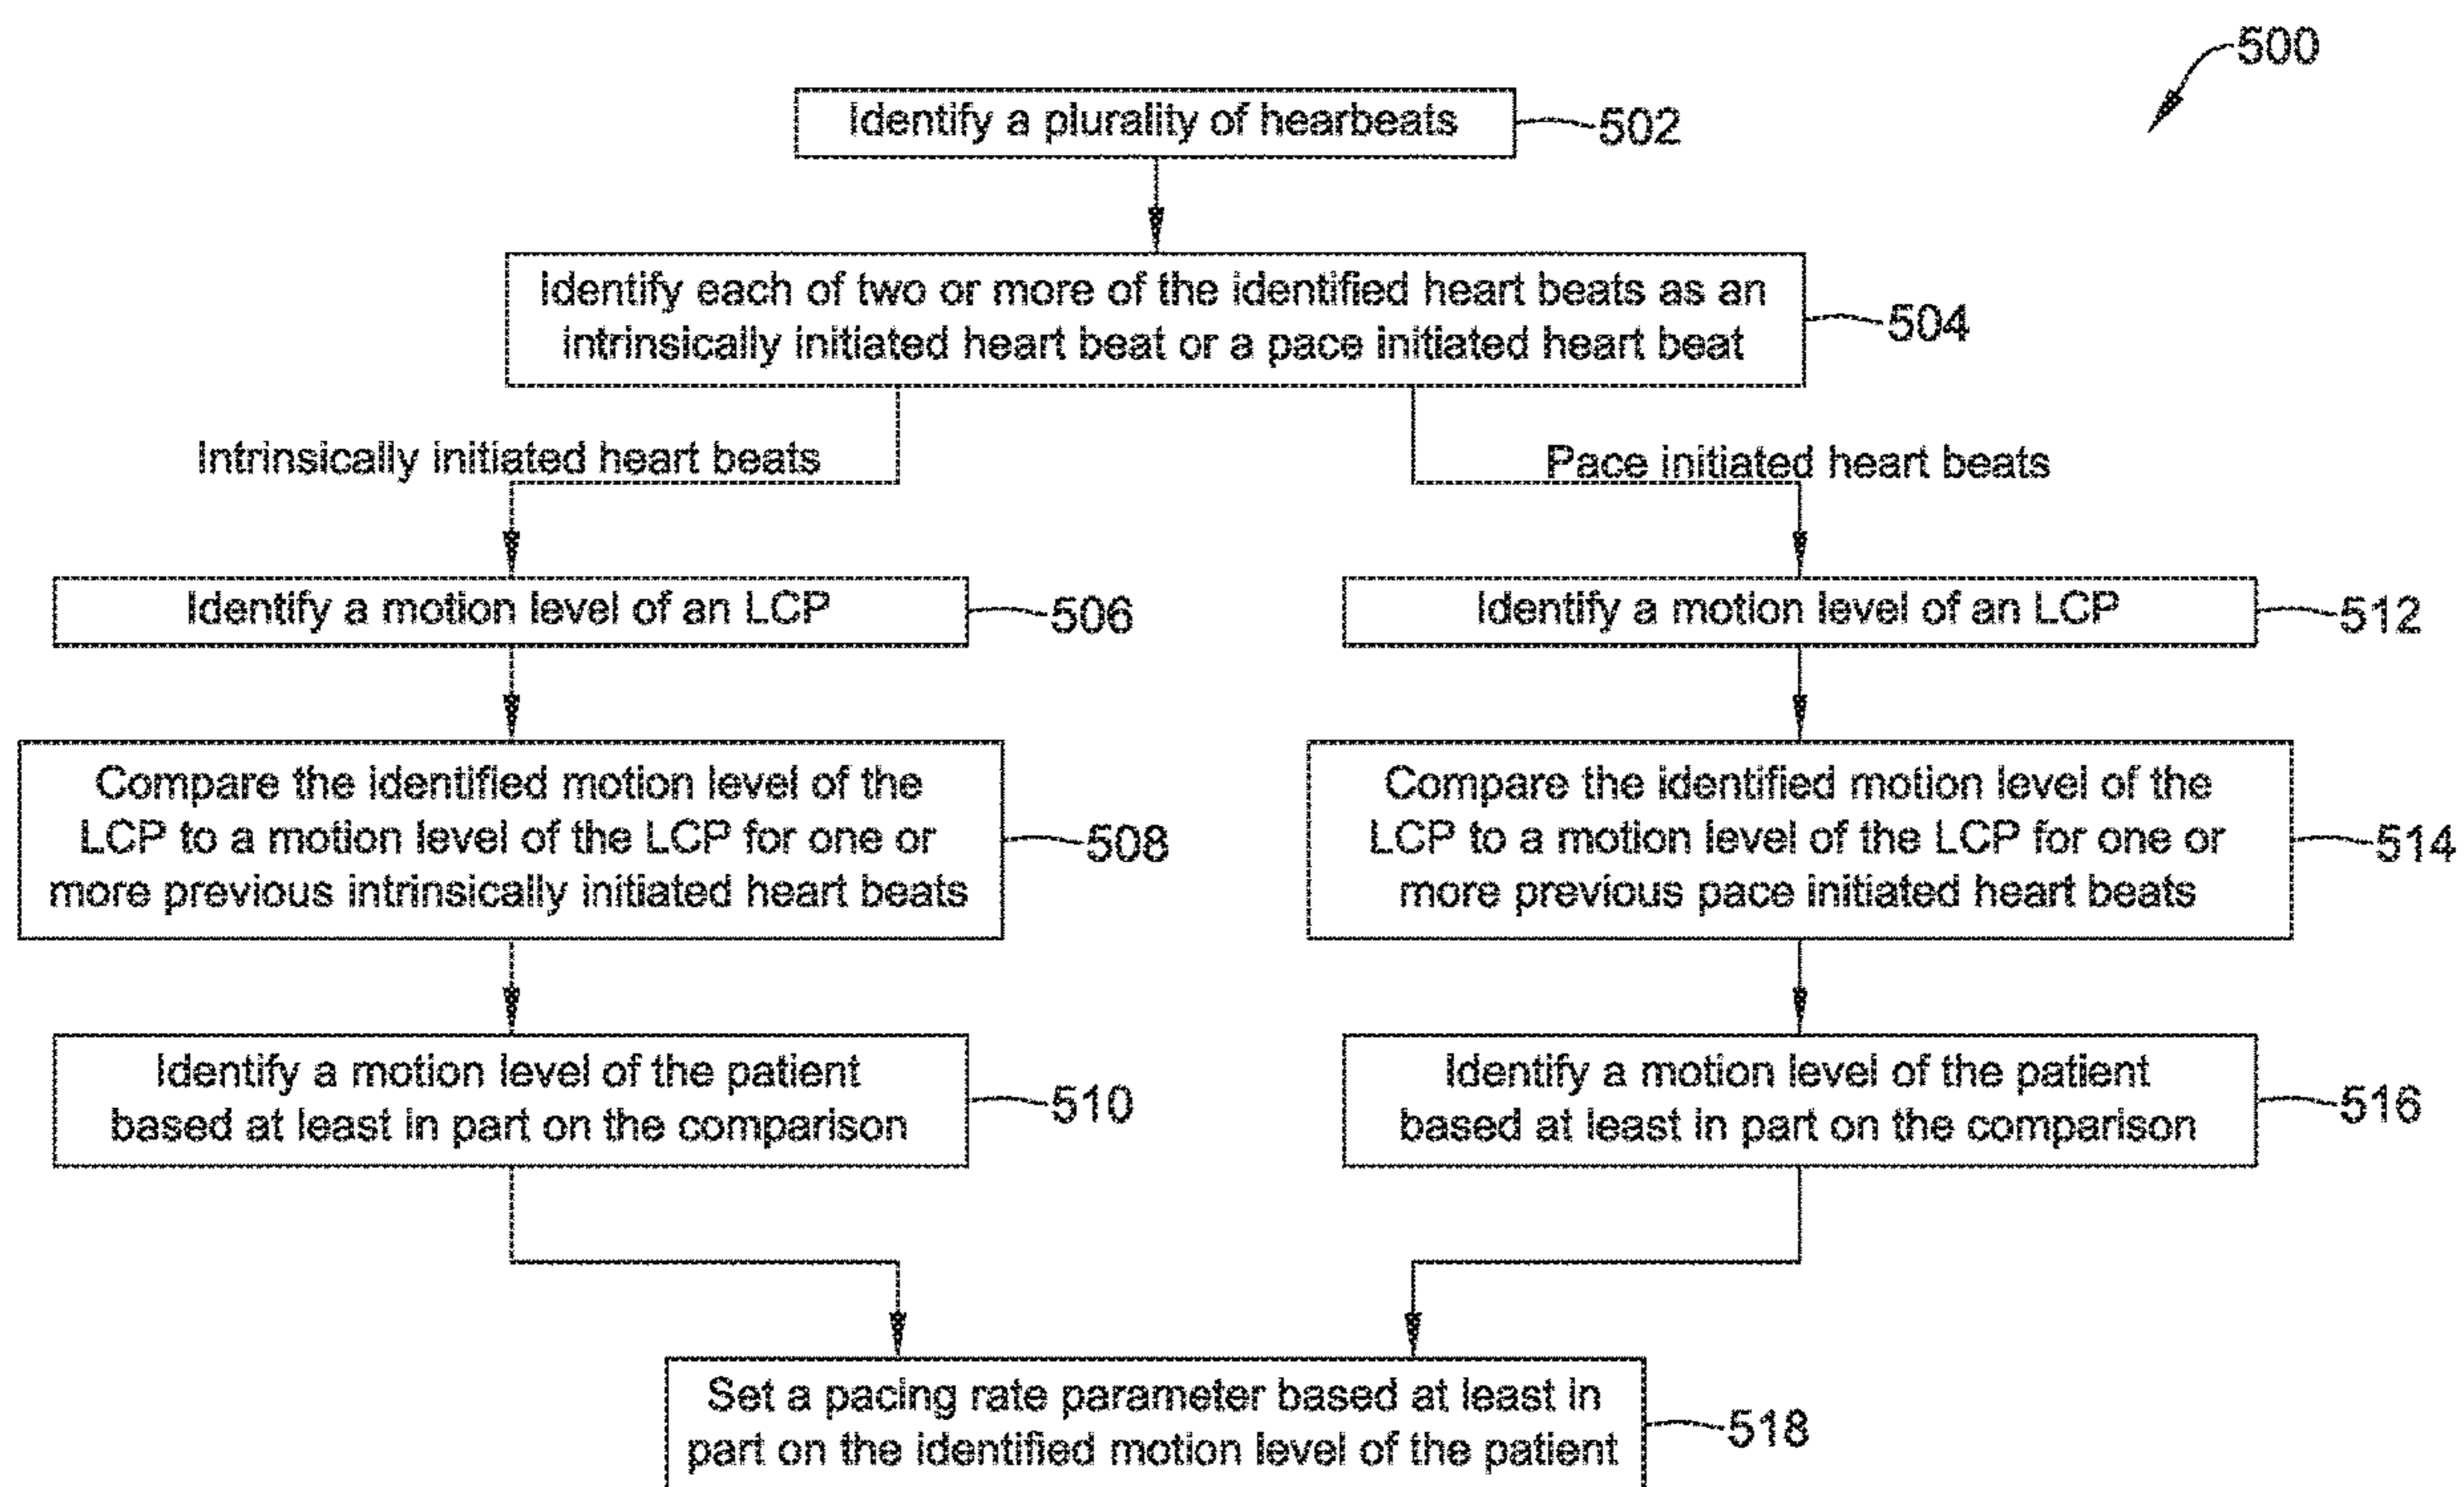 500
Identify a plurality of hearbeats
502
Identify each of two or more of the identified heart beats as an
intrinsically initiated heart beat or a pace initiated heart beat
504
Intrinsically initiated heart beats
Pace initiated heart beats
Identify a motion level of an LCP
506
Identify a motion level of an LCP
512
Compare the identified motion level of the
LCP to a motion level of the LCP for one or
more previous intrinsically initiated heart beats
508
Compare the identified motion level of the
LCP to a motion level of the LCP for one or
more previous pace initiated heart beats
514
Identify a motion level of the patient
based at least in part on the comparison
510
Identify a motion level of the patient
based at least in part on the comparison
516
Set a pacing rate parameter based at least in
part on the identified motion level of the patient
518